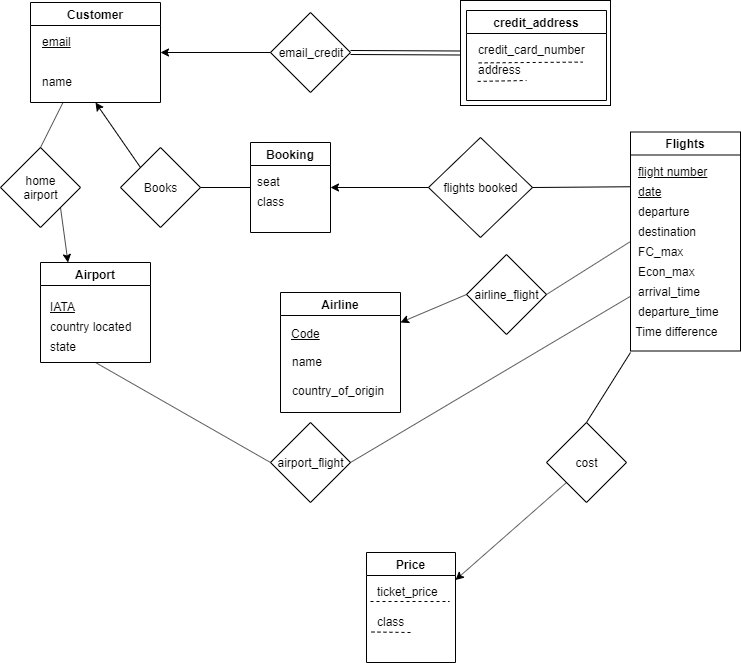 Customer
email
name
email_credit
credit_address
credit_card_number
address
home
airport
Books
Booking
seat
class
flights booked
Flights
flight number
date
departure
destination
FC_max
Econ_max
arrival_time
departure_time
Time difference
Airport
IATA
country located
state
Airline
Code
name
country_of_origin
airline_flight
airport_flight
cost
Price
ticket_price
class